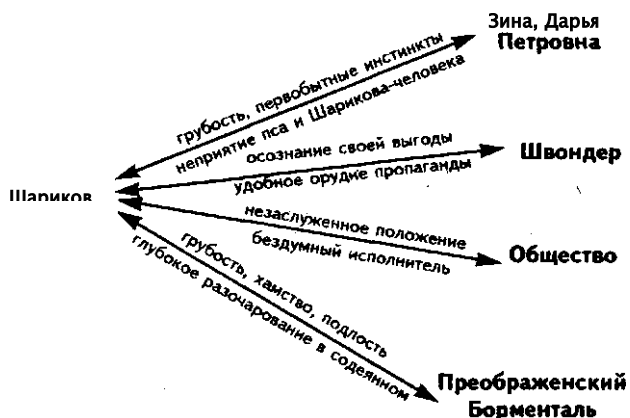 Зина, Дарья
Петровна
грубость, первобытные инстинкты
неприятие пса и Шарикова-человека
осознание своей выгоды
Швондер
удобное орудие пропаганды
Шариков
незаслуженное положение
бездумный исполнитель
Общество
грубость, хамство, подлость
глубокое разочарование в содеянном
Преображенский
Борменталь